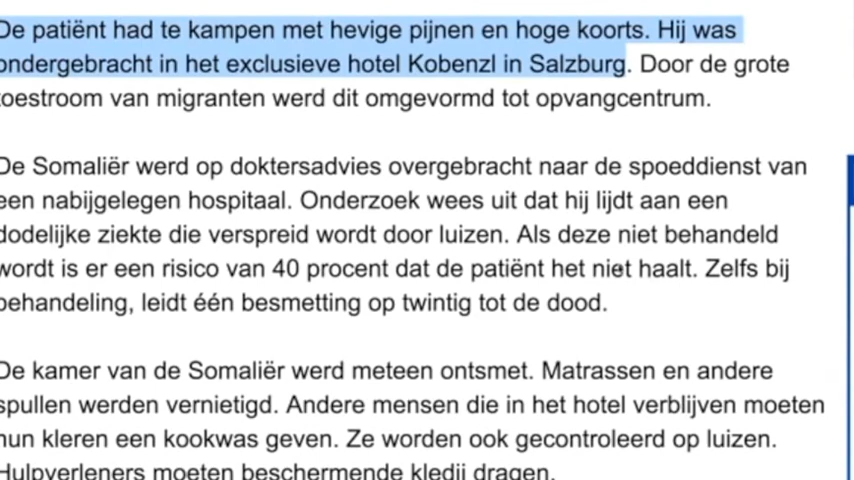 De patiënt had te kampen met hevige pijnen en hoge koorts. Hij was
ondergebracht in het exclusieve hotel Kobenzl in Salzburg. Door de grote
toestroom van migranten werd dit omgevormd tot opvangcentrum.
De Somaliër werd op doktersadvies overgebracht naar de spoeddienst van
een nabijgelegen hospitaal. Onderzoek wees uit dat hij lijdt aan een
dodelijke ziekte die verspreid wordt door luizen. Als deze niet behandeld
wordt is er een risico van 40 procent dat de patiënt het niet haalt. Zelfs bij
behandeling, leidt één besmetting op twintig tot de dood.
De kamer van de Somaliër werd meteen ontsmet. Matrassen en andere
spullen werden vernietigd. Andere mensen die in het hotel verblijven moeten
hun kleren een kookwas geven. Ze worden ook gecontroleerd op luizen.
Hulpverleners moeten beschermende kledij dragen.